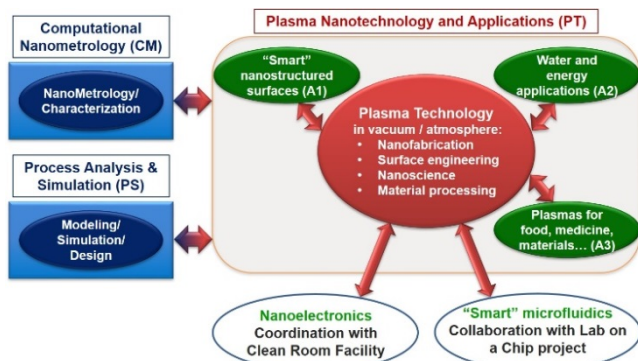 Computational
Nanometrology (CM)
NanoMetrology/
Characterization
Process Analysis &
Simulation (PS)
Modeling/
Simulation/
Design
Plasma Nanotechnology and Applications (PT)
“Smart”
nanostructured
surfaces (A1)
Water and
energy
applications (A2)
Plasma Technology
in vacuum / atmosphere:
• Nanofabrication
• Surface engineering
• Nanoscience
• Material processing
Plasmas for
food, medicine,
materials… (A3)
Nanoelectronics
Coordination with
Clean Room Facility
“Smart” microfluidics
Collaboration with Lab on
a Chip project